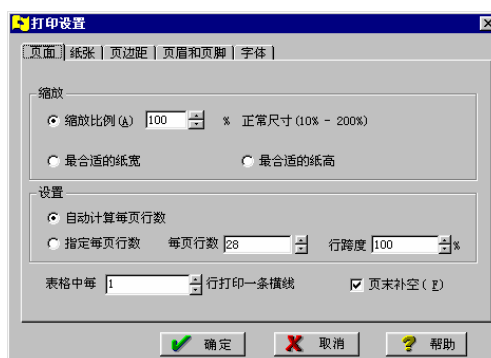 打印设置
页面 纸张 页边距 页眉和页脚 字体
缩放
缩放比例(A) 100 % 正常尺寸(10% - 200%)
最合适的纸宽 最合适的纸高
设置
自动计算每页行数
指定每页行数 每页行数 28 行跨度 100 %
表格中每 1 行打印一条横线 页末补空(F)
确定 取消 帮助